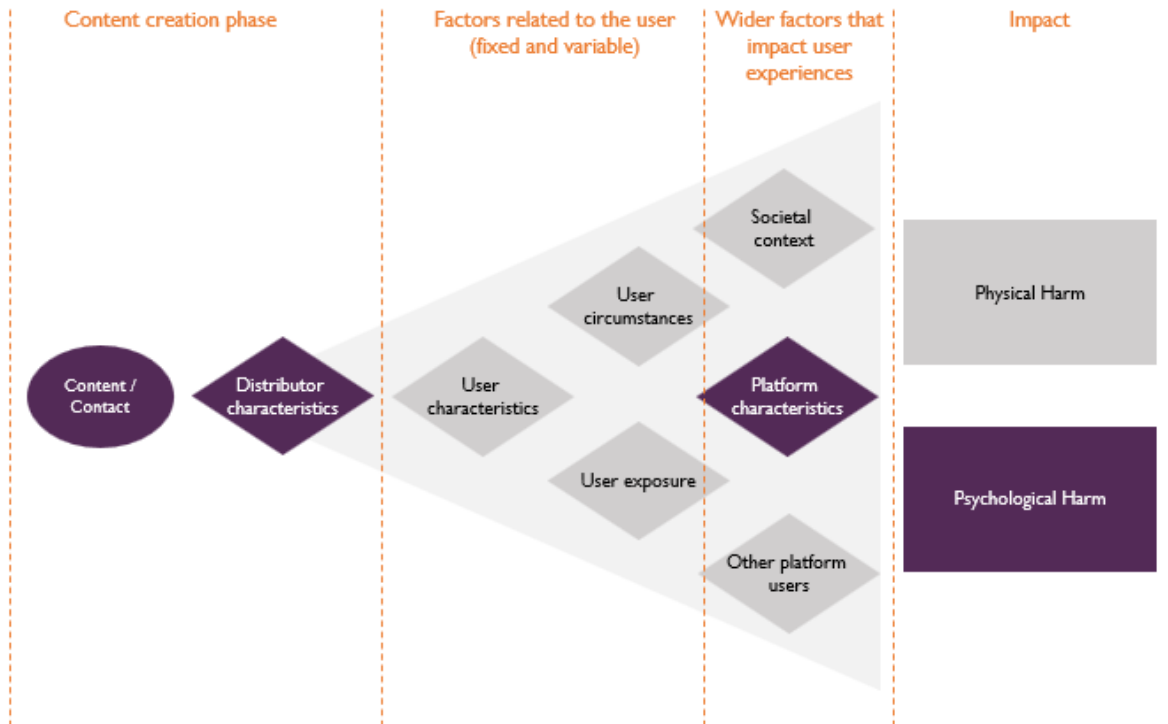 Content creation phase
Factors related to the user
(fixed and variable)
Wider factors that
impact user
experiences
Impact
Societal
context
User
circumstances
Physical Harm
Content /
Contact
Distributor
characteristics
User
characteristics
Platform
characteristics
User exposure
Psychological Harm
Other platform
users